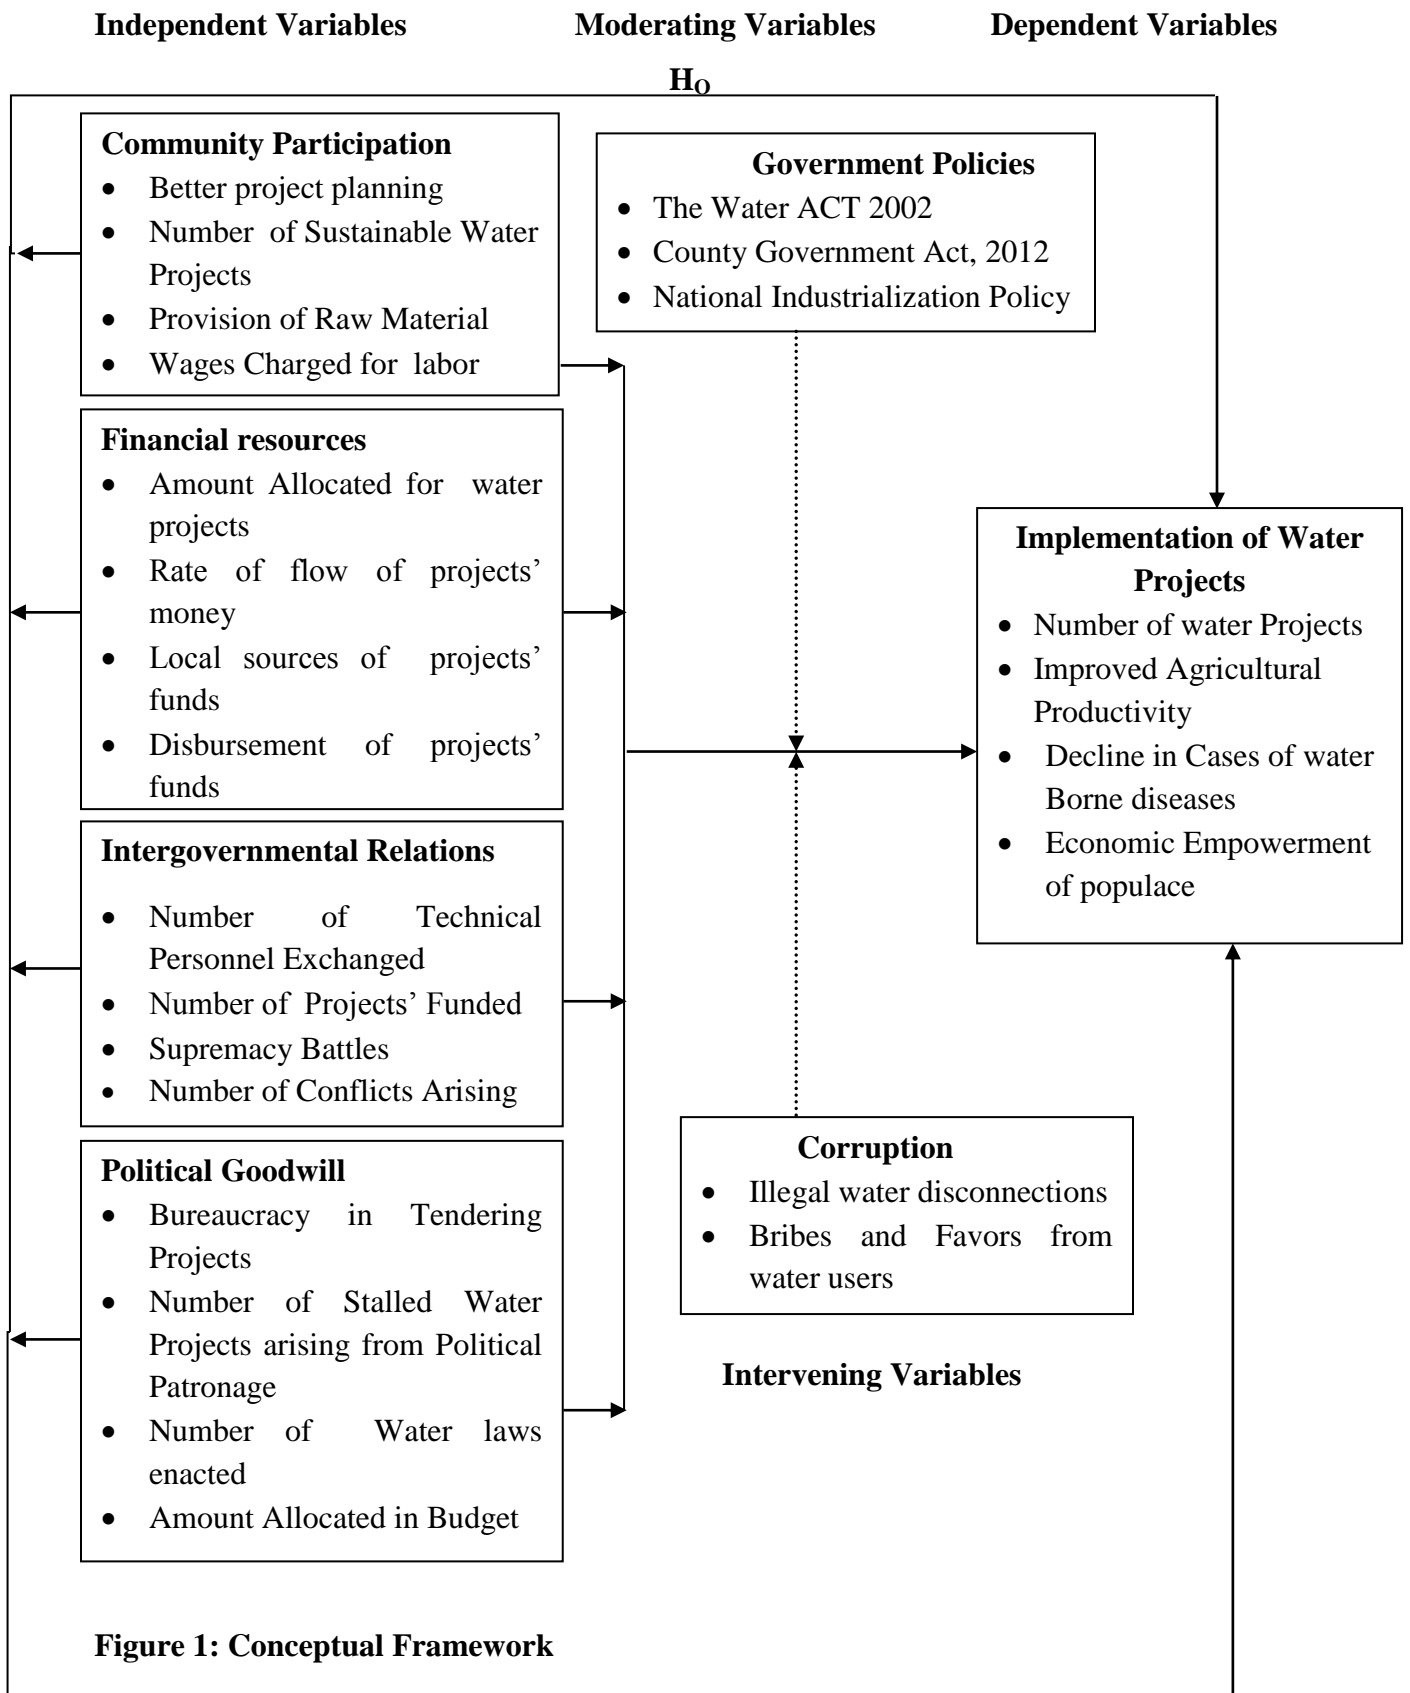 Independent Variables
Moderating Variables
Dependent Variables
HO
Community Participation
• Better project planning
• Number of Sustainable Water
Projects
• Provision of Raw Material
• Wages Charged for labor
Financial resources
• Amount Allocated for water
projects
• Rate of flow of projects’
money
• Local sources of projects’
funds
• Disbursement of projects’
funds
Intergovernmental Relations
• Number of Technical
Personnel Exchanged
• Number of Projects’ Funded
• Supremacy Battles
• Number of Conflicts Arising
Political Goodwill
• Bureaucracy in Tendering
Projects
• Number of Stalled Water
Projects arising from Political
Patronage
• Number of Water laws
enacted
• Amount Allocated in Budget
Government Policies
• The Water ACT 2002
• County Government Act, 2012
• National Industrialization Policy
Corruption
• Illegal water disconnections
• Bribes and Favors from
water users
Intervening Variables
Implementation of Water
Projects
• Number of water Projects
• Improved Agricultural
Productivity
• Decline in Cases of water
Borne diseases
• Economic Empowerment
of populace
Figure 1: Conceptual Framework